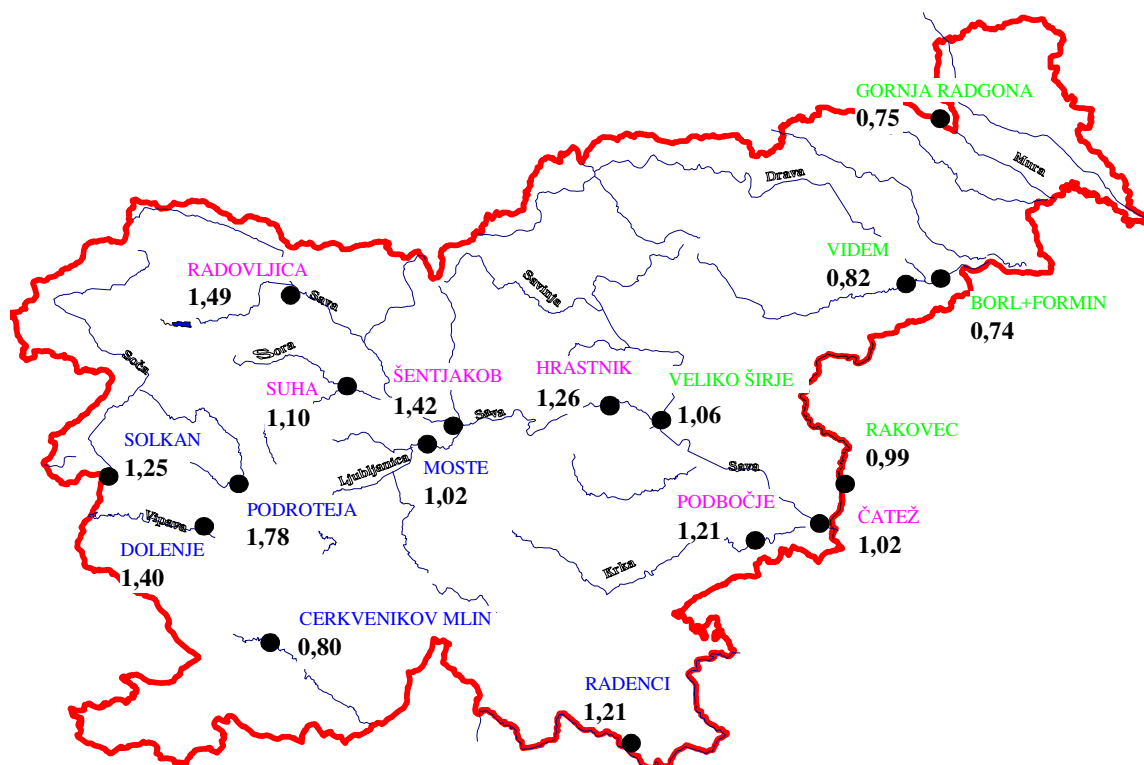 GORNJA RADGONA
0,75
Mura
Drava
VIDEM
0,82
BORL+FORMIN
0,74
RADOVLJICA
1,49
Sava
Savinja
Soča
Sora
SUHA
1,10
ŠENTJAKOB
1,42
Sava
HRASTNIK
1,26
VELIKO ŠIRJE
1,06
RAKOVEC
0,99
SOLKAN
1,25
Ljubljanica
MOSTE
1,02
Sava
PODROTEJA
1,78
Vipava
DOLENJE
1,40
PODBOČJE
1,21
ČATEŽ
1,02
Krka
CERKVENIKOV MLIN
0,80
RADENCI
1,21